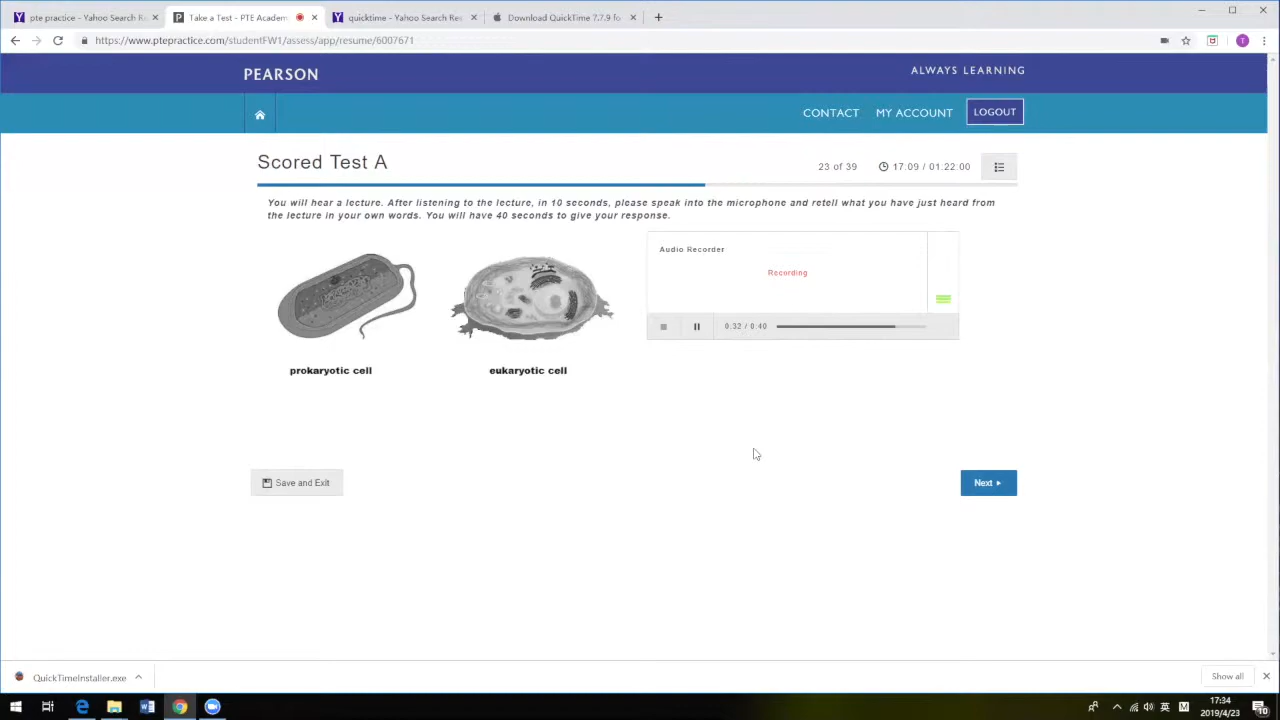 pte practice - Yahoo Search Re
Take a Test - PTE Academ
quicktime - Yahoo Search Res
Download QuickTime 7.7.9 fo
https://www.ptepractice.com/studentFW1/assess/app/resume/6007671
T
PEARSON
ALWAYS LEARNING
CONTACT
MY ACCOUNT
LOGOUT
Scored Test A
23 of 39
17:09 / 01:22:00
You will hear a lecture. After listening to the lecture, in 10 seconds, please speak into the microphone and retell what you have just heard from
the lecture in your own words. You will have 40 seconds to give your response.
Audio Recorder
Recording
0:32 / 0:40
prokaryotic cell
eukaryotic cell
Save and Exit
Next
QuickTimeInstaller.exe
Show all
英
M
17:34
2019/4/23
10